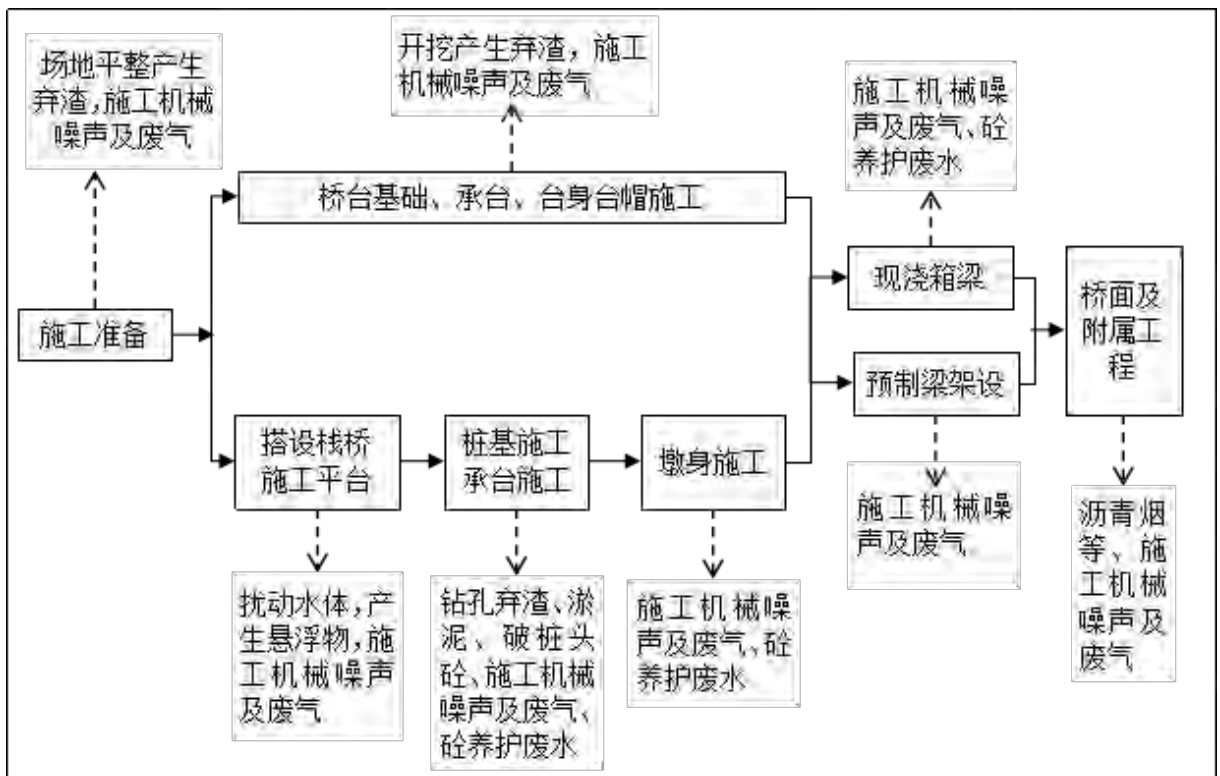 场地平整产生
弃渣,施工机械
噪声及废气
开挖产生弃渣，施工
机械噪声及废气
施工机械噪
声及废气、砼
养护废水
桥台基础、承台、台身台帽施工
现浇箱梁
桥面及
附属工
程
施工准备
预制梁架设
搭设栈桥
施工平台
桩基施工
承台施工
墩身施工
施工机械噪
声及废气
沥青烟
等、施
工机械
噪声及
废气
扰动水体,产
生悬浮物,施
工机械噪声
及废气
钻孔弃渣、淤
泥、破桩头
砼、施工机械
噪声及废气、
砼养护废水
施工机械噪
声及废气、砼
养护废水